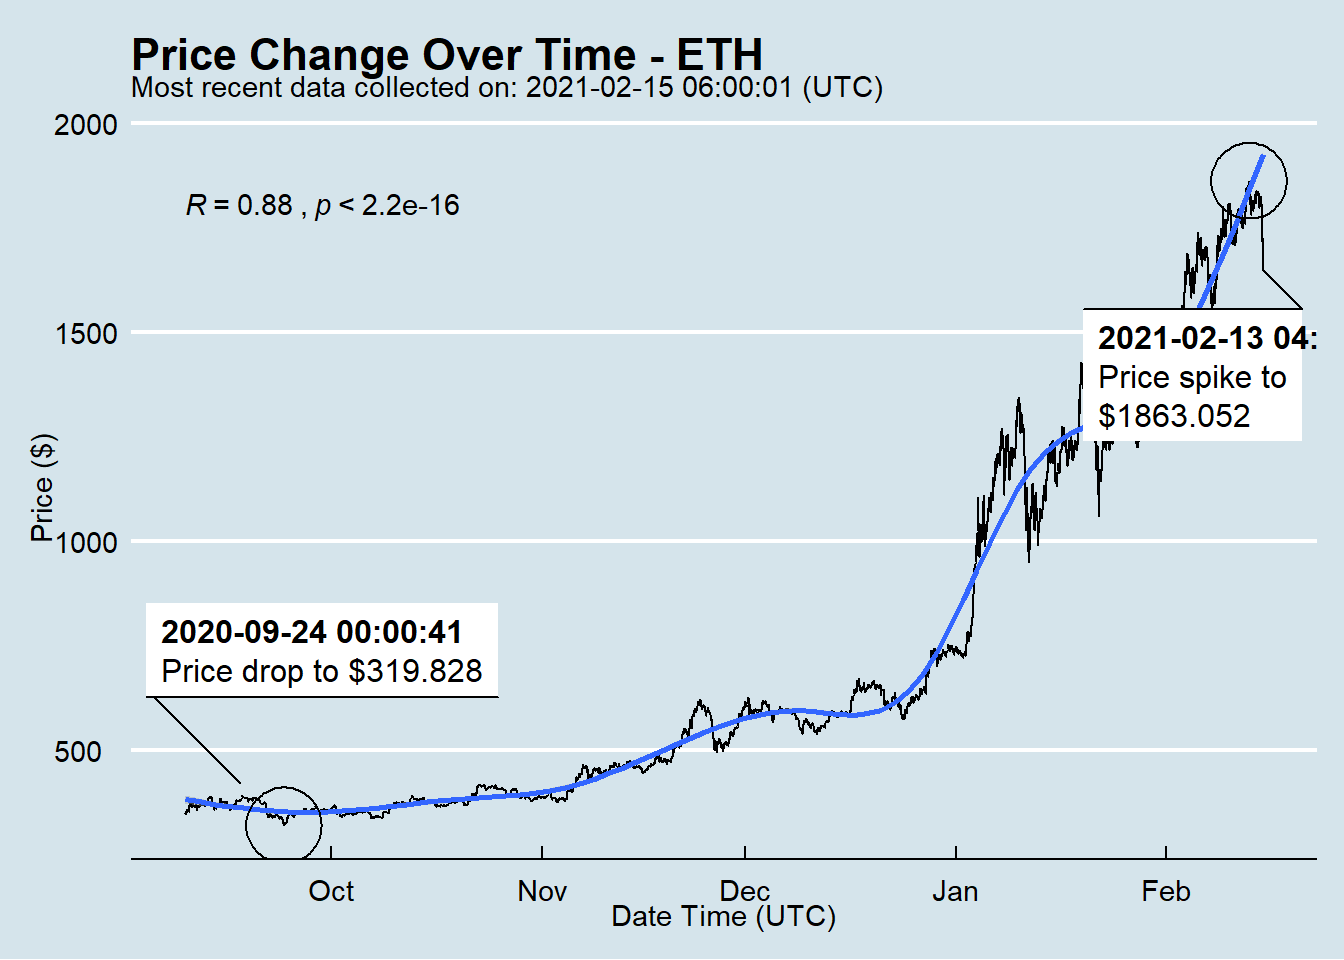 Price Change Over Time - ETH
Most recent data collected on: 2021-02-15 06:00:01 (UTC)
2000
R = 0.88 , p < 2.2e-16
1500
2021-02-13 04:
Price spike to
$1863.052
Price ($)
1000
2020-09-24 00:00:41
Price drop to $319.828
500
Oct Nov Dec Jan Feb
Date Time (UTC)